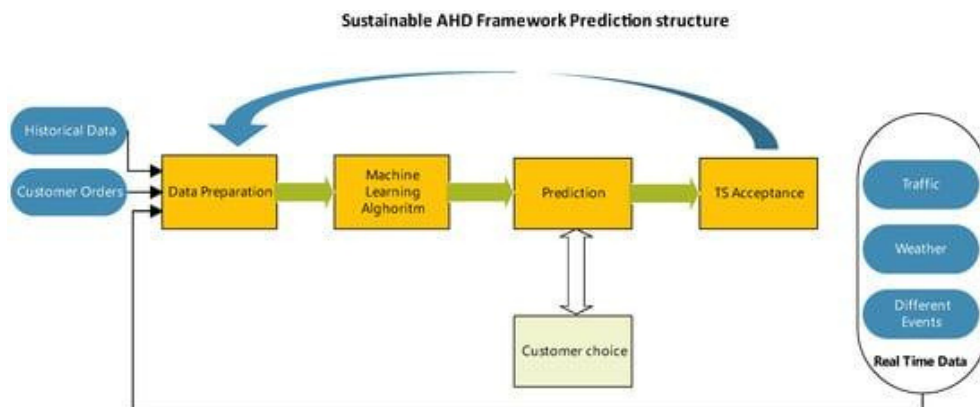 Sustainable AHD Framework Prediction structure
Historical Data
Customer Orders
Data Preparation
Machine
Learning
Alghoritm
Prediction
TS Acceptance
Customer choice
Traffic
Weather
Different
Events
Real Time Data